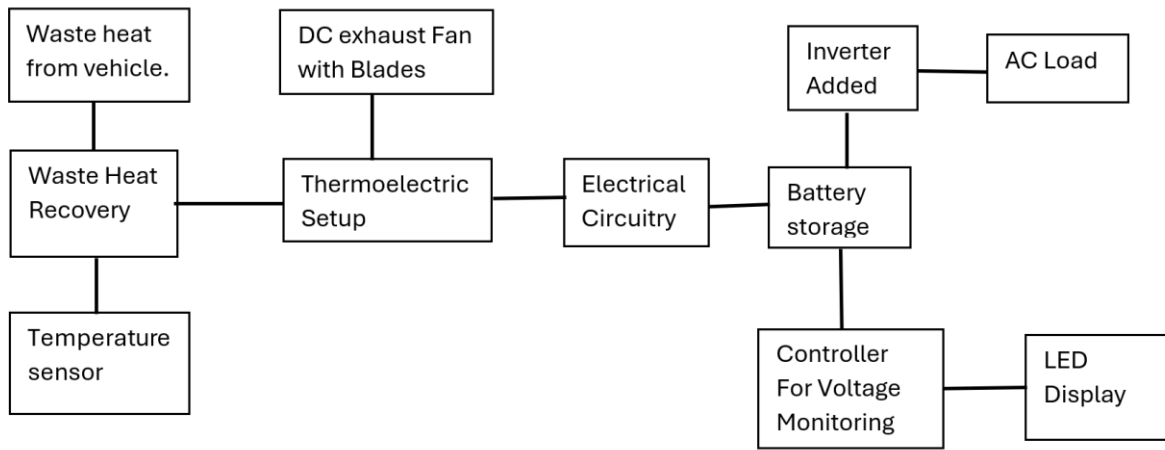 Waste heat
from vehicle.
DC exhaust Fan
with Blades
Inverter
Added
AC Load
Waste Heat
Recovery
Thermoelectric
Setup
Electrical
Circuitry
Battery
storage
Temperature
sensor
Controller
For Voltage
Monitoring
LED
Display